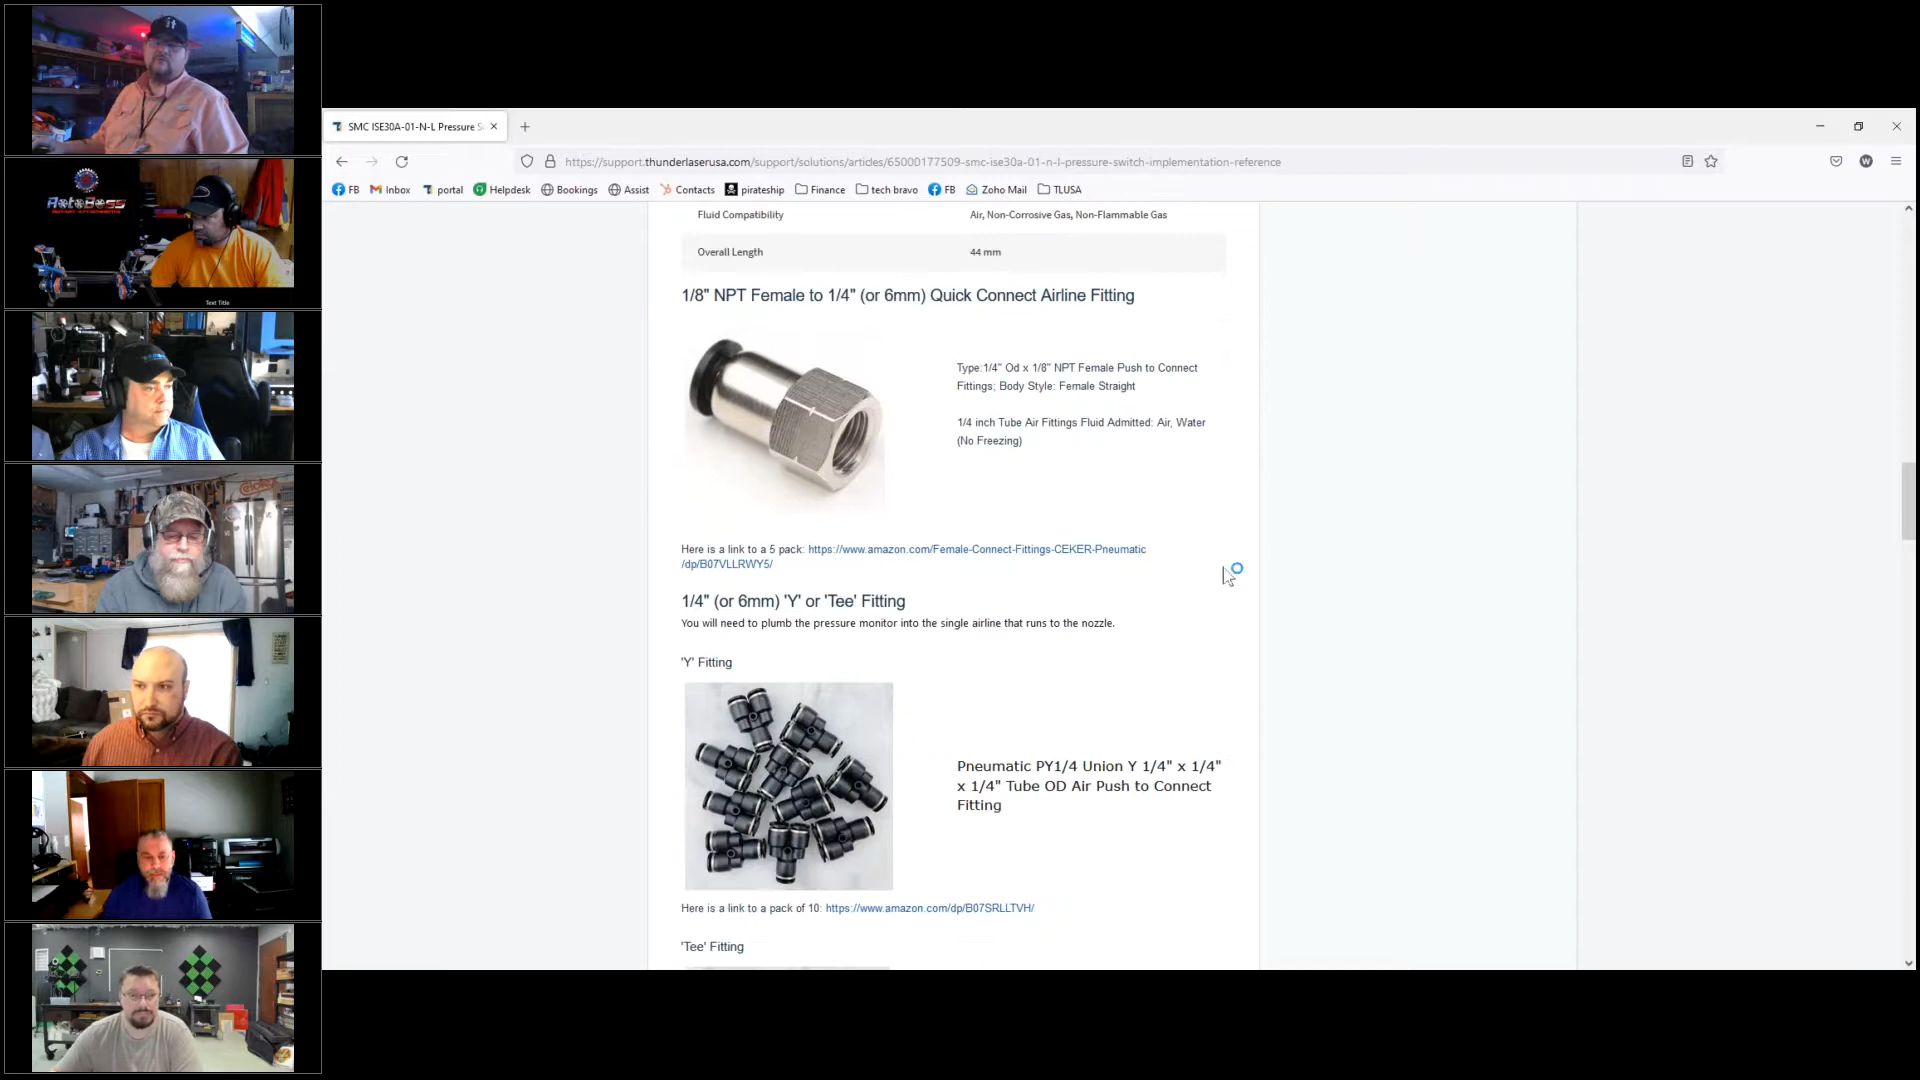 SMC ISE30A-01-N-L Pressure S
https://support.thunderlaserusa.com/support/solutions/articles/65000177509-smc-ise30a-01-n-l-pressure-switch-implementation-reference
W
FB
Inbox
portal
Helpdesk
Bookings
Assist
Contacts
pirateship
Finance
tech bravo
FB
Zoho Mail
TLUSA
Fluid Compatibility
Air, Non-Corrosive Gas, Non-Flammable Gas
Overall Length
44 mm
1/8" NPT Female to 1/4" (or 6mm) Quick Connect Airline Fitting
Type:1/4" Od x 1/8" NPT Female Push to Connect
Fittings; Body Style: Female Straight
1/4 inch Tube Air Fittings Fluid Admitted: Air, Water
(No Freezing)
Here is a link to a 5 pack: https://www.amazon.com/Female-Connect-Fittings-CEKER-Pneumatic
/dp/B07VLLRWY5/
1/4" (or 6mm) 'Y' or 'Tee' Fitting
You will need to plumb the pressure monitor into the single airline that runs to the nozzle.
'Y' Fitting
Pneumatic PY1/4 Union Y 1/4" x 1/4"
x 1/4" Tube OD Air Push to Connect
Fitting
Here is a link to a pack of 10: https://www.amazon.com/dp/B07SRLLTVH/
'Tee' Fitting
RotoBoss
Text Title